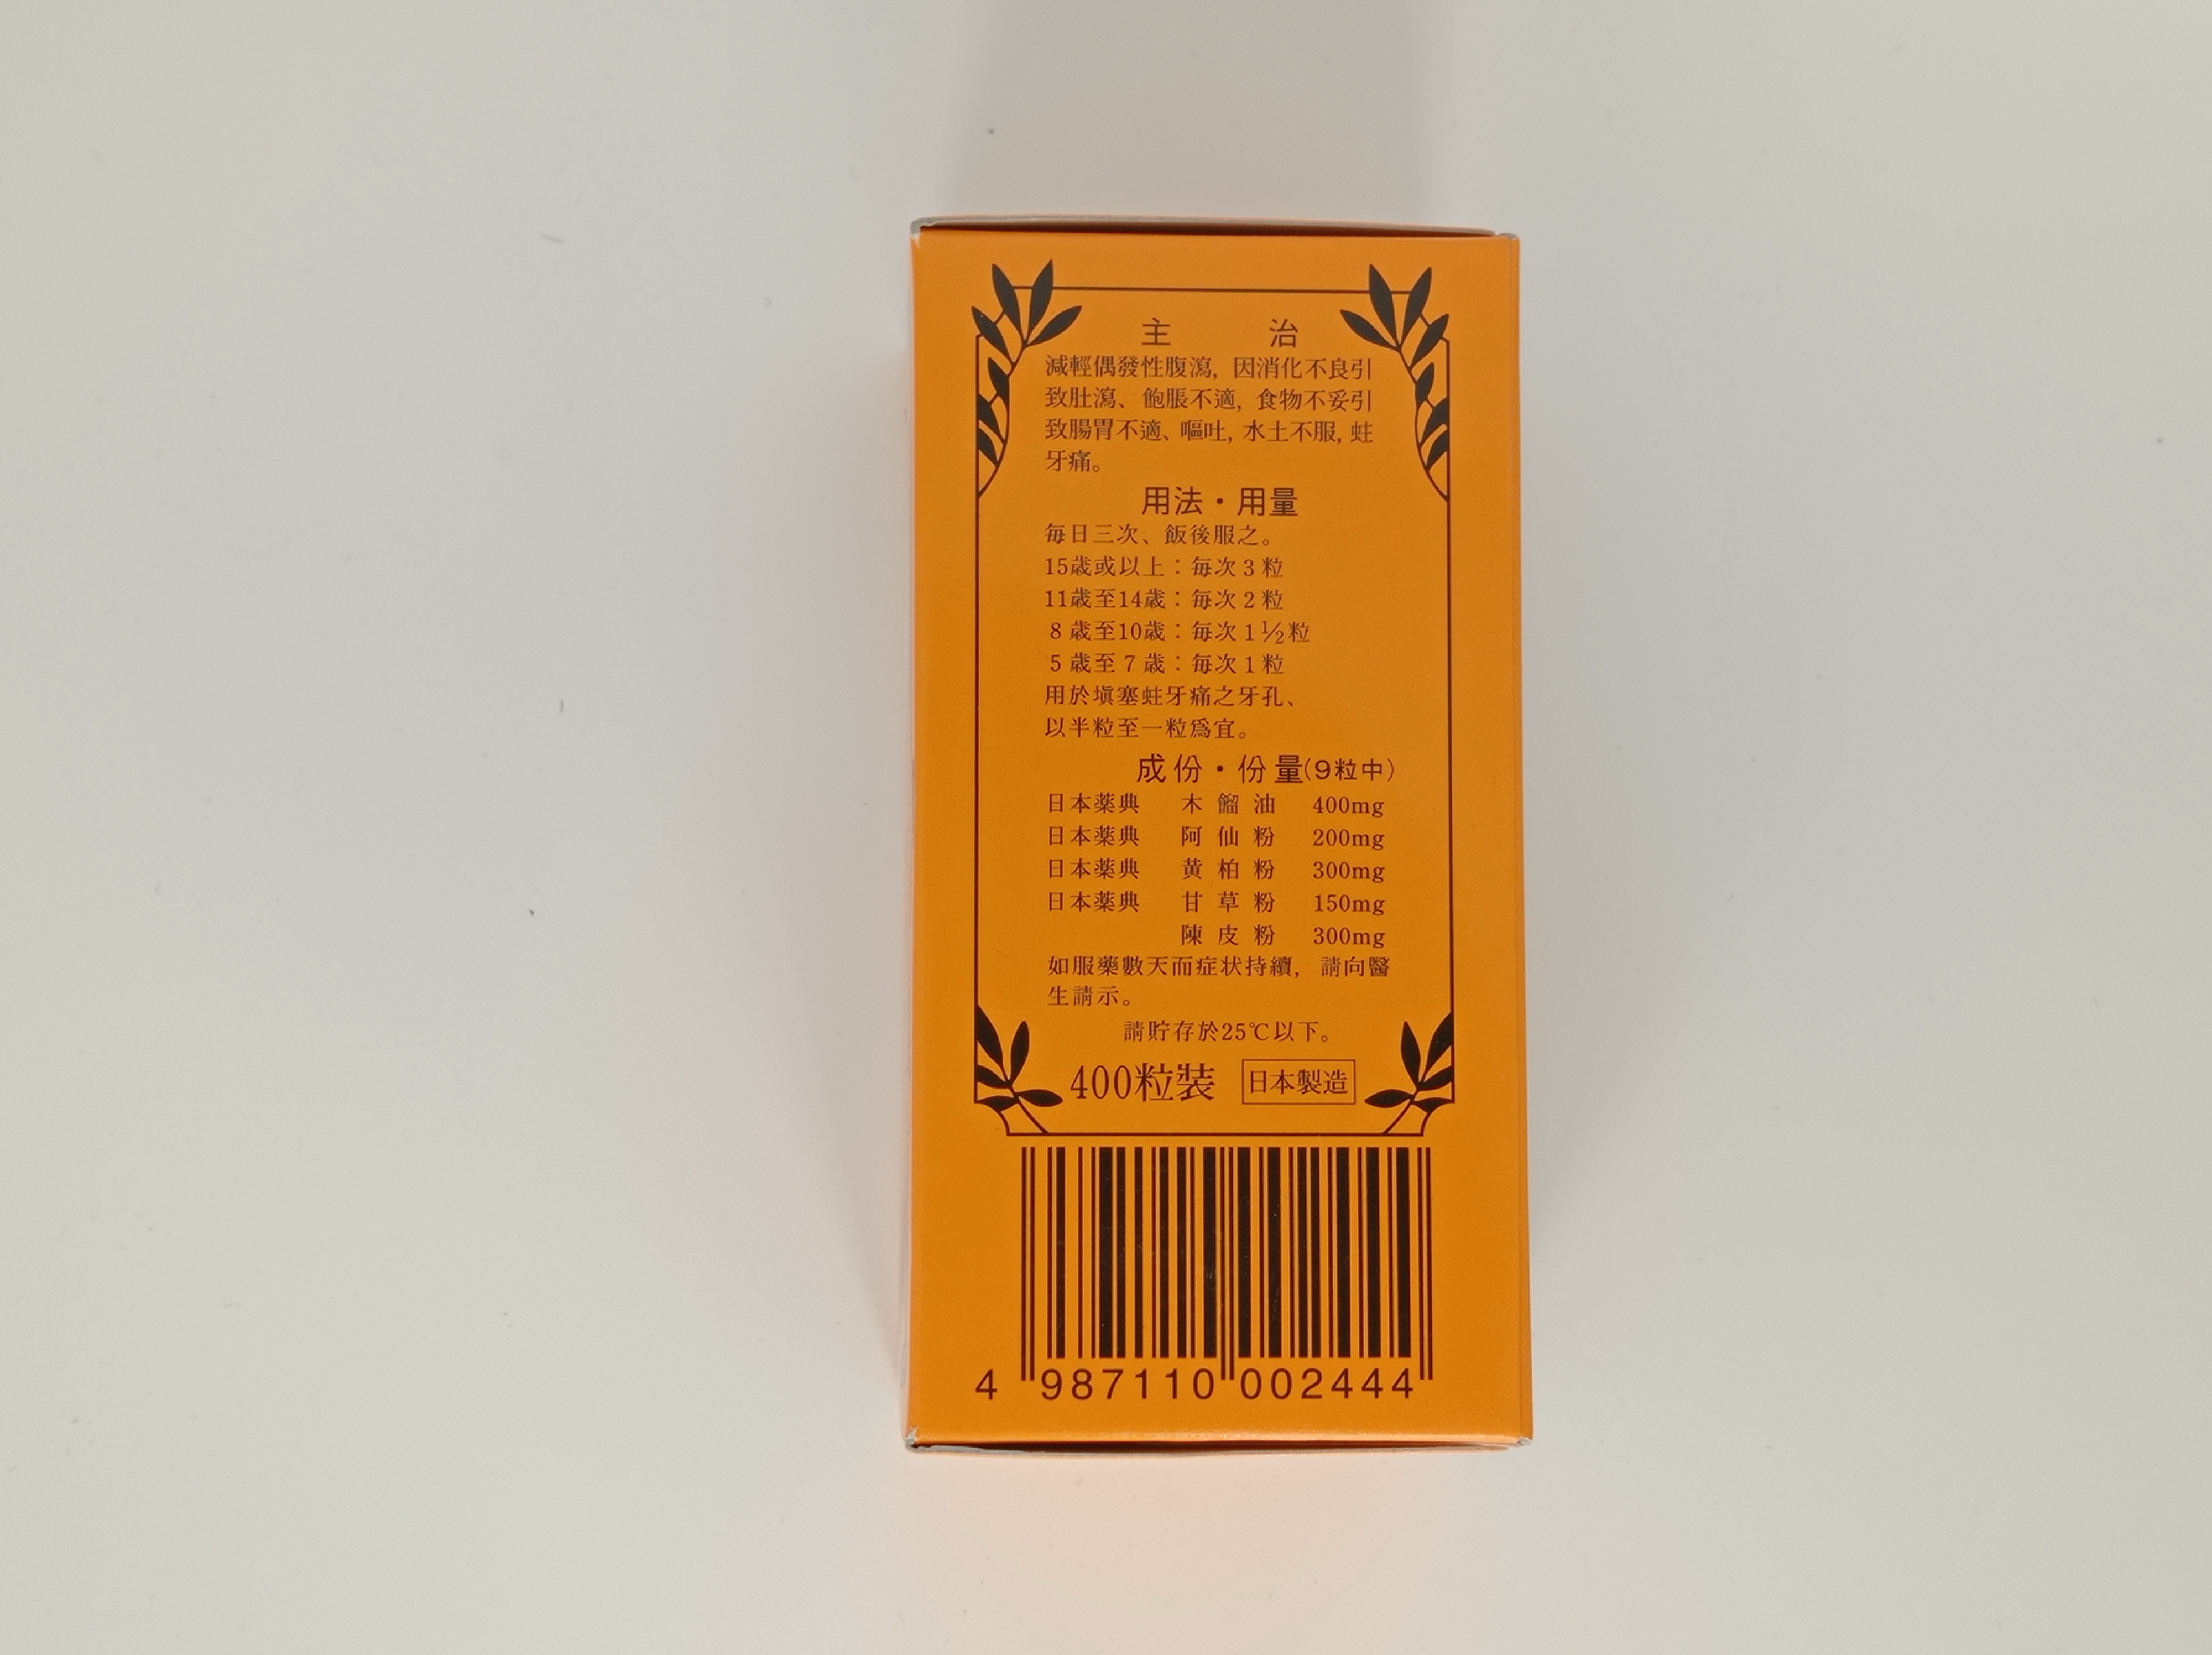 主治
減輕偶發性腹瀉, 因消化不良引
致肚瀉、飽脹不適, 食物不妥引
致腸胃不適、嘔吐, 水土不服, 蛀
牙痛。
用法・用量
每日三次、飯後服之。
15歳或以上：每次3粒
11歳至14歳：每次2粒
8歳至10歳：每次1½粒
5歳至7歳：每次1粒
用於塡塞蛀牙痛之牙孔、
以半粒至一粒爲宜。
成份・份量(9粒中)
日本薬典 木餾油 400mg
日本薬典 阿仙粉 200mg
日本薬典 黄柏粉 300mg
日本薬典 甘草粉 150mg
陳皮粉 300mg
如服藥數天而症状持續, 請向醫
生請示。
請貯存於25℃以下。
400粒裝 日本製造
4 987110 002444